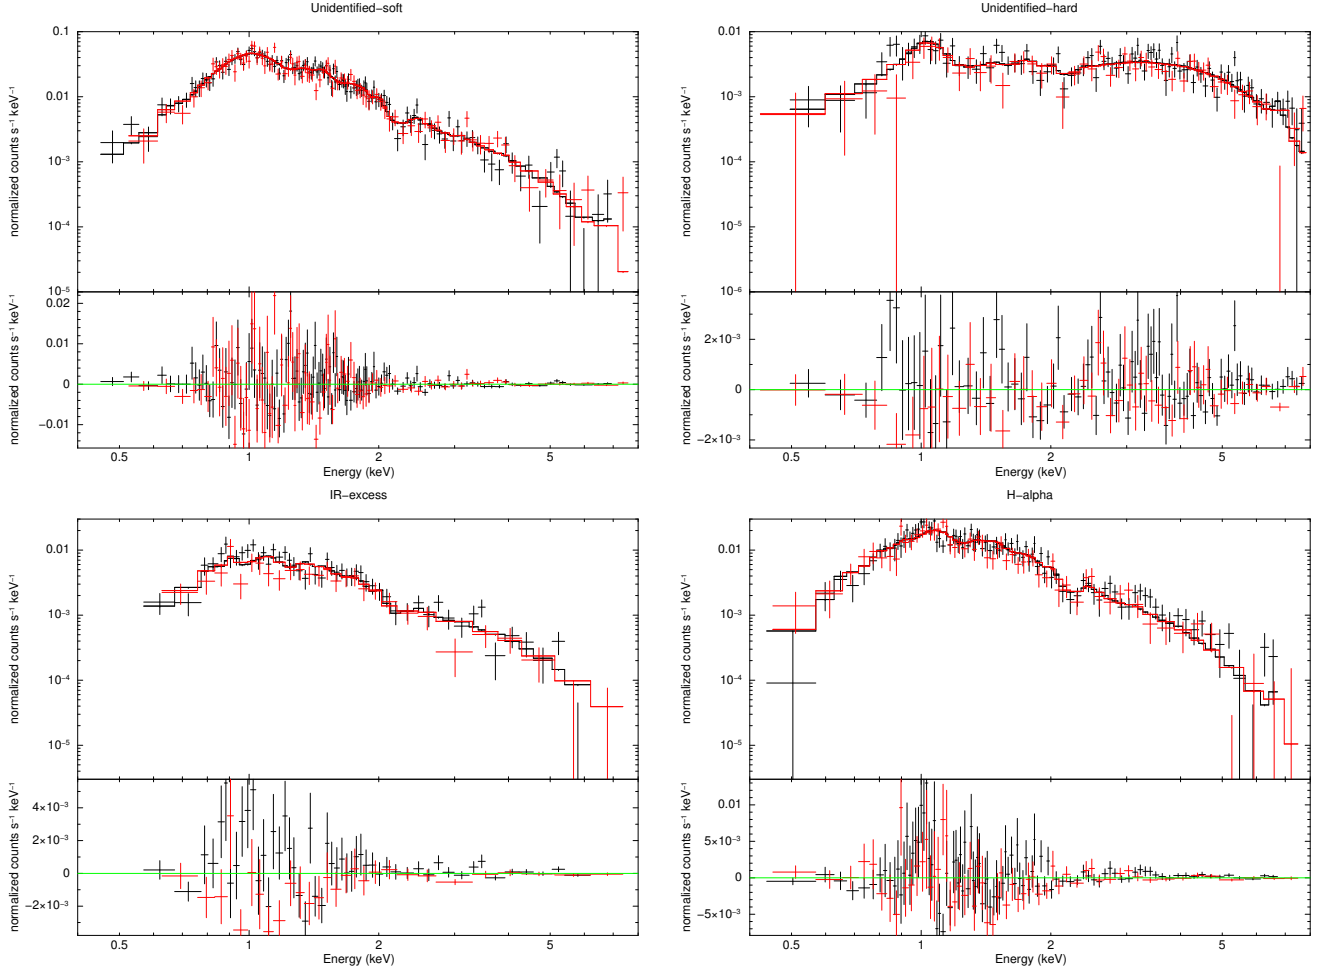 Unidentified−soft
normalized counts s⁻¹ keV⁻¹
0.1
0.01
10⁻³
10⁻⁴
10⁻⁵
normalized counts s⁻¹ keV⁻¹
0.02
0.01
0
−0.01
0.5 1 2 5
Energy (keV)
Unidentified−hard
normalized counts s⁻¹ keV⁻¹
0.01
10⁻³
10⁻⁴
10⁻⁵
10⁻⁶
normalized counts s⁻¹ keV⁻¹
2×10⁻³
0
−2×10⁻³
0.5 1 2 5
Energy (keV)
IR−excess
normalized counts s⁻¹ keV⁻¹
0.01
10⁻³
10⁻⁴
10⁻⁵
normalized counts s⁻¹ keV⁻¹
4×10⁻³
2×10⁻³
0
−2×10⁻³
0.5 1 2 5
Energy (keV)
H−alpha
normalized counts s⁻¹ keV⁻¹
0.01
10⁻³
10⁻⁴
10⁻⁵
normalized counts s⁻¹ keV⁻¹
0.01
5×10⁻³
0
−5×10⁻³
0.5 1 2 5
Energy (keV)